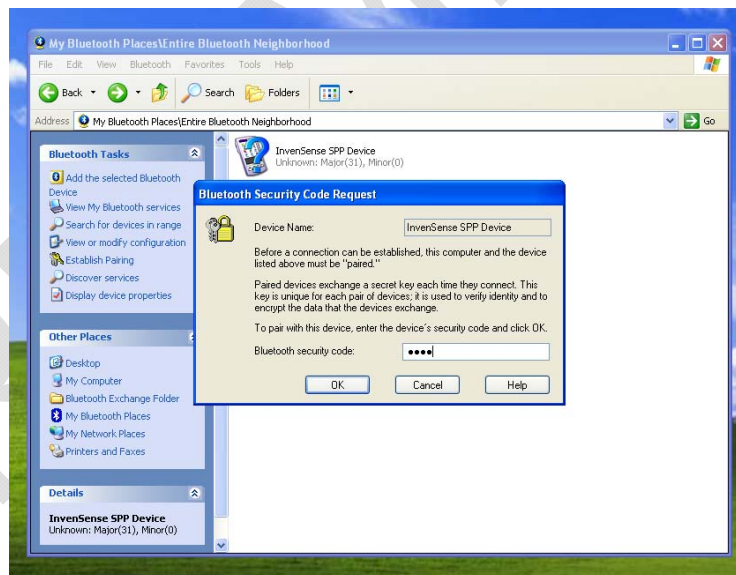 My Bluetooth Places\Entire Bluetooth Neighborhood
File Edit View Bluetooth Favorites Tools Help
Back Search Folders
Address My Bluetooth Places\Entire Bluetooth Neighborhood Go
Bluetooth Tasks
Add the selected Bluetooth
Device
View My Bluetooth services
Search for devices in range
View or modify configuration
Establish Pairing
Discover services
Display device properties
Other Places
Desktop
My Computer
Bluetooth Exchange Folder
My Bluetooth Places
My Network Places
Printers and Faxes
Details
InvenSense SPP Device
Unknown: Major(31), Minor(0)
InvenSense SPP Device
Unknown: Major(31), Minor(0)
Bluetooth Security Code Request
Device Name: InvenSense SPP Device
Before a connection can be established, this computer and the device
listed above must be "paired."
Paired devices exchange a secret key each time they connect. This
key is unique for each pair of devices; it is used to verify identity and to
encrypt the data that the devices exchange.
To pair with this device, enter the device's security code and click OK.
Bluetooth security code: ••••
OK Cancel Help